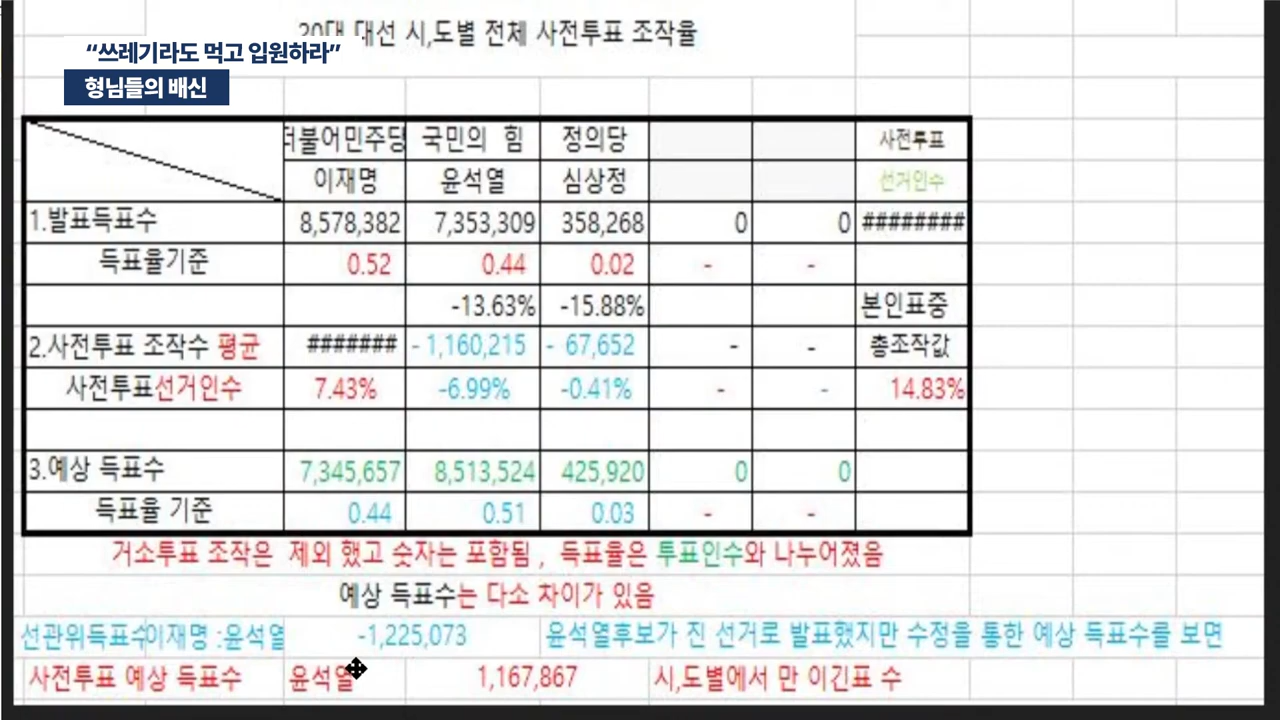 20대 대선 시,도별 전체 사전투표 조작율
“쓰레기라도 먹고 입원하라”
형님들의 배신
더불어민주당 국민의 힘 정의당 사전투표
이재명 윤석열 심상정 선거인수
1.발표득표수 8,578,382 7,353,309 358,268 0 0 ########
득표율기준 0.52 0.44 0.02 - -
-13.63% -15.88% 본인표중
2.사전투표 조작수 평균 ####### - 1,160,215 - 67,652 - - 총조작값
사전투표선거인수 7.43% -6.99% -0.41% - - 14.83%
3.예상 득표수 7,345,657 8,513,524 425,920 0 0
득표율 기준 0.44 0.51 0.03 - -
거소투표 조작은 제외 했고 숫자는 포함됨 , 득표율은 투표인수와 나누어졌음
예상 득표수는 다소 차이가 있음
선관위득표수 이재명 :윤석열 -1,225,073 윤석열후보가 진 선거로 발표했지만 수정을 통한 예상 득표수를 보면
사전투표 예상 득표수 윤석열 1,167,867 시,도별에서 만 이긴표 수